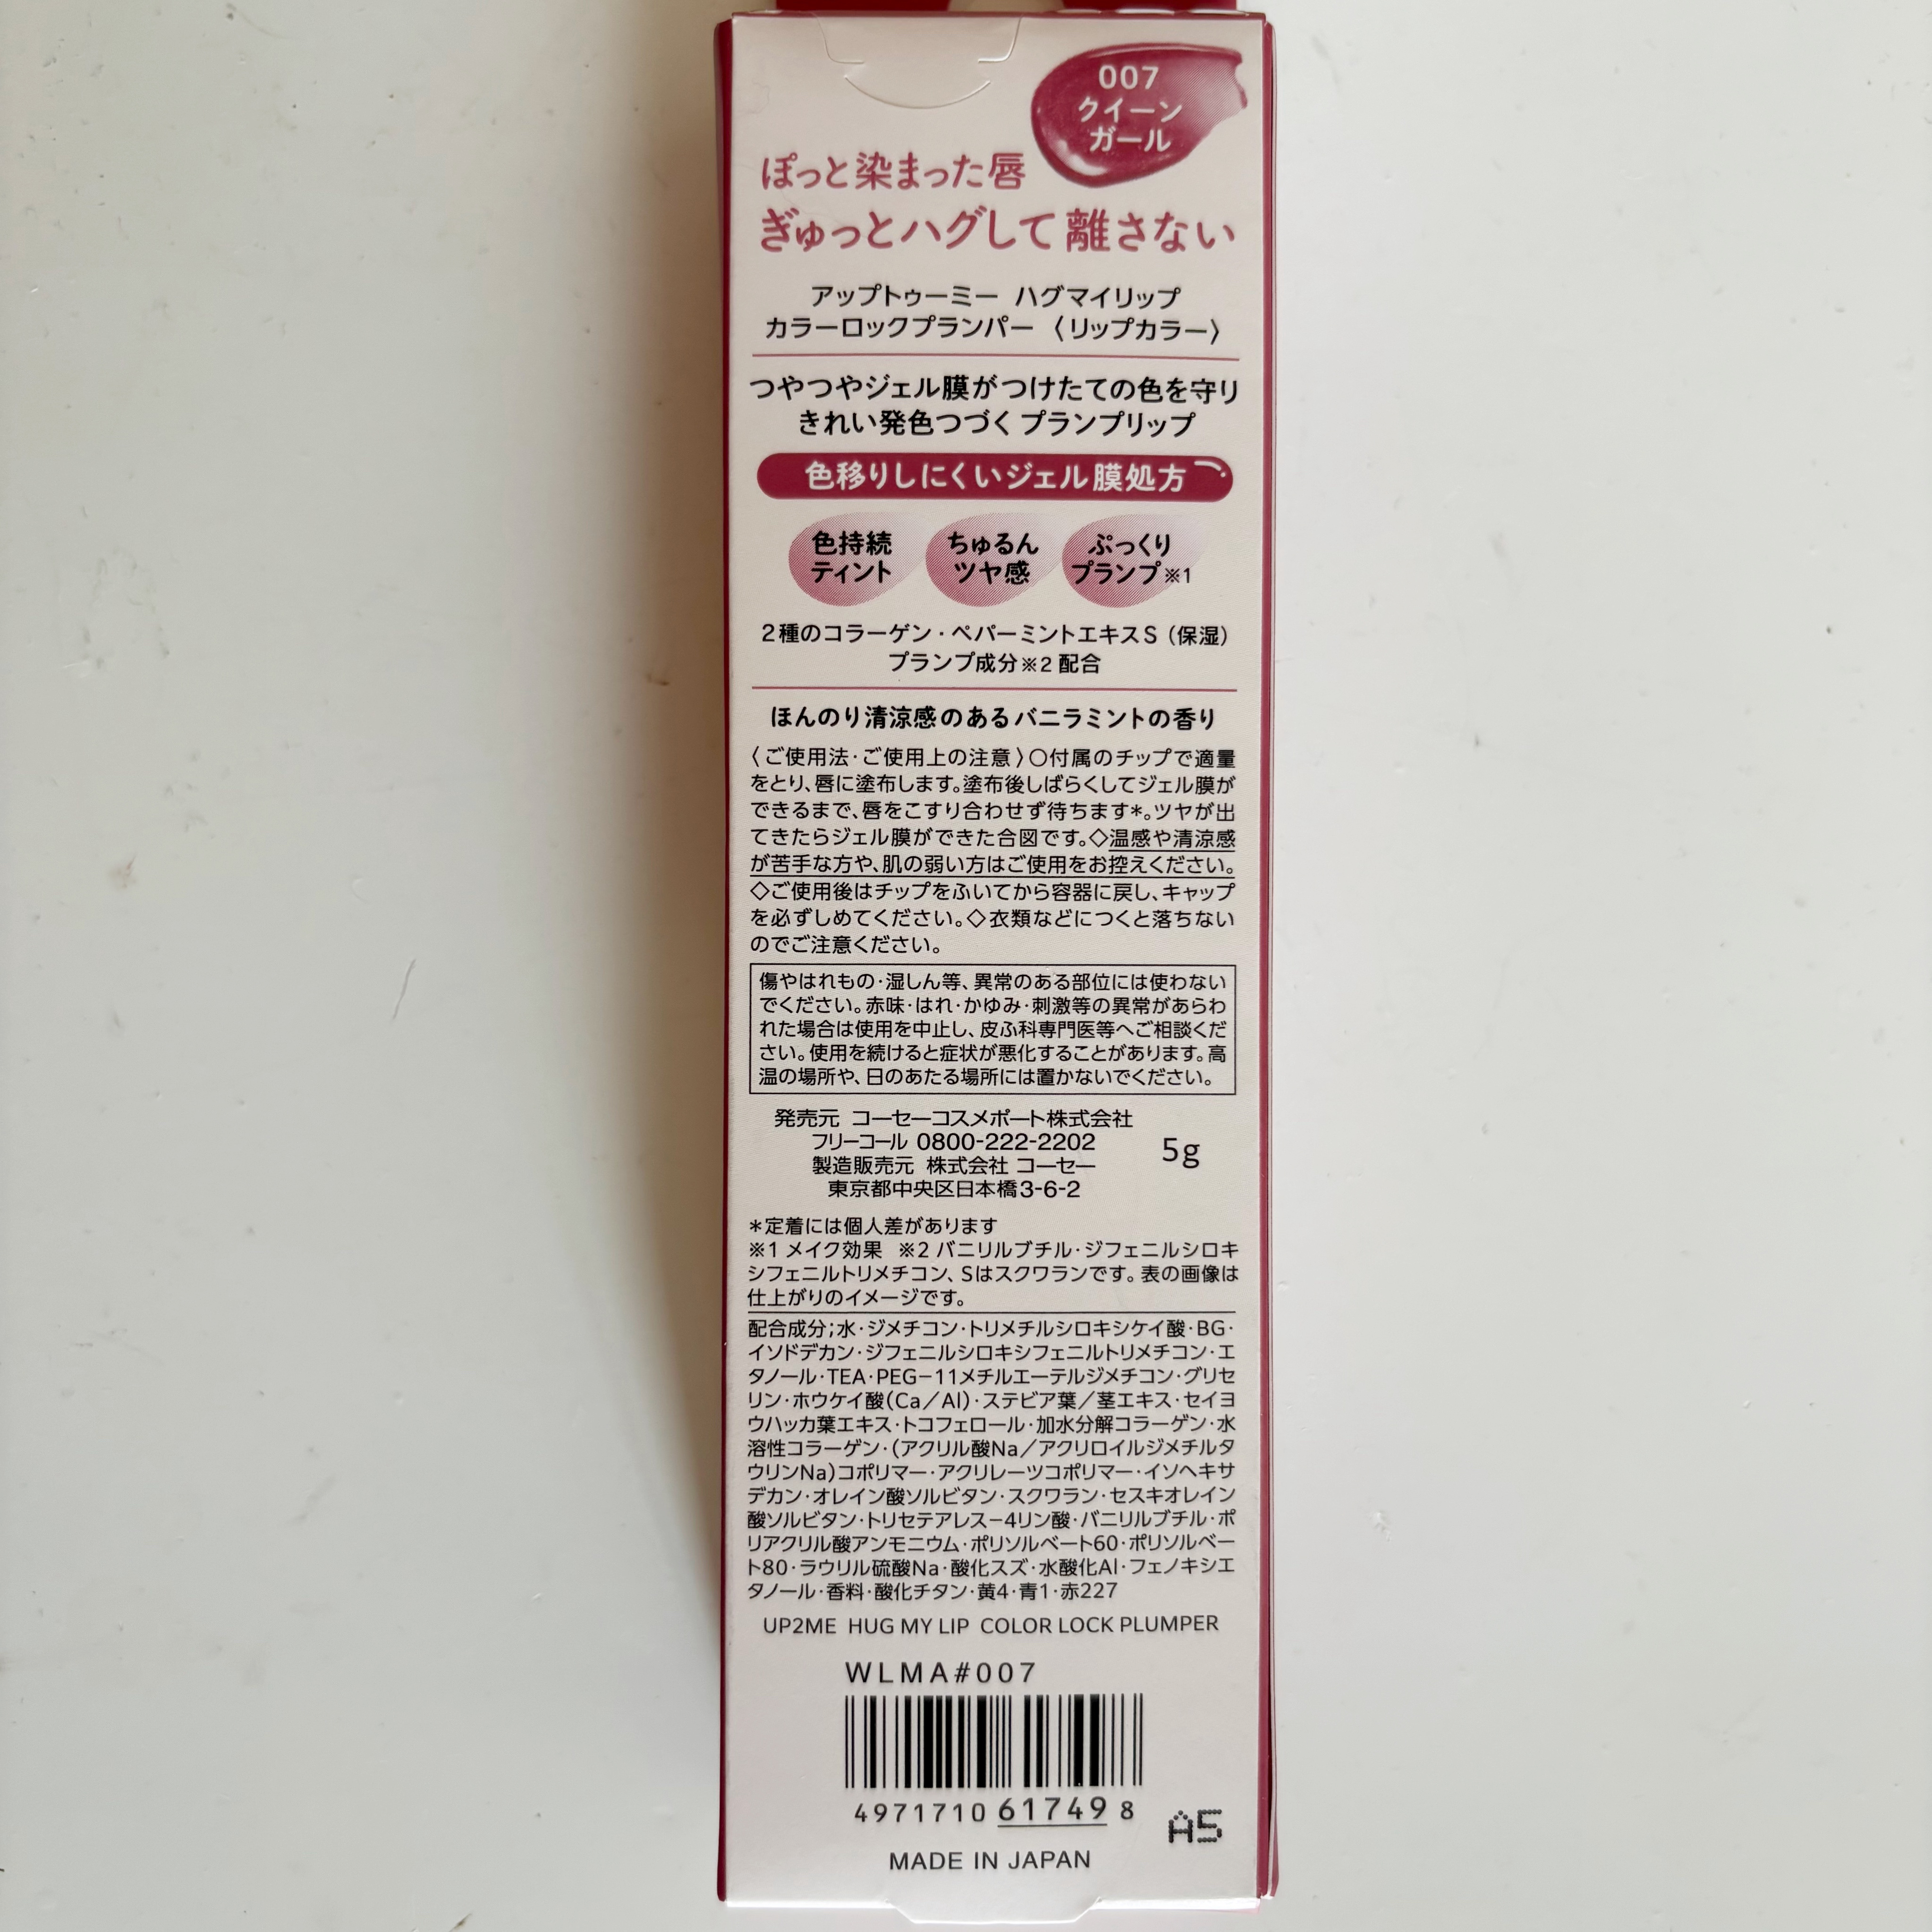 007
クイーン
ガール
ぽっと染まった唇
ぎゅっとハグして離さない
アップトゥーミー ハグマイリップ
カラーロックプランパー 〈リップカラー〉
つやつやジェル膜がつけたての色を守り
きれい発色つづくプランプリップ
色移りしにくいジェル膜処方
色持続
ティント
ちゅるん
ツヤ感
ぷっくり
プランプ※1
2種のコラーゲン・ペパーミントエキスS（保湿）
プランプ成分※2 配合
ほんのり清涼感のあるバニラミントの香り
〈ご使用法・ご使用上の注意〉○付属のチップで適量
をとり、唇に塗布します。塗布後しばらくしてジェル膜が
できるまで、唇をこすり合わせず待ちます＊。ツヤが出
てきたらジェル膜ができた合図です。◇温感や清涼感
が苦手な方や、肌の弱い方はご使用をお控えください。
◇ご使用後はチップをふいてから容器に戻し、キャップ
を必ずしめてください。◇衣類などにつくと落ちない
のでご注意ください。
傷やはれもの・湿しん等、異常のある部位には使わない
でください。赤味・はれ・かゆみ・刺激等の異常があらわ
れた場合は使用を中止し、皮ふ科専門医等へご相談くだ
さい。使用を続けると症状が悪化することがあります。高
温の場所や、日のあたる場所には置かないでください。
発売元 コーセーコスメポート株式会社
フリーコール 0800-222-2202
製造販売元 株式会社 コーセー
東京都中央区日本橋3-6-2
5g
＊定着には個人差があります
※1 メイク効果 ※2 バニリルブチル・ジフェニルシロキ
シフェニルトリメチコン、Sはスクワランです。表の画像は
仕上がりのイメージです。
配合成分；水・ジメチコン・トリメチルシロキシケイ酸・BG・
イソドデカン・ジフェニルシロキシフェニルトリメチコン・エ
タノール・TEA・PEG－11メチルエーテルジメチコン・グリセ
リン・ホウケイ酸（Ca／Al）・ステビア葉／茎エキス・セイヨ
ウハッカ葉エキス・トコフェロール・加水分解コラーゲン・水
溶性コラーゲン・（アクリル酸Na／アクリロイルジメチルタ
ウリンNa）コポリマー・アクリレーツコポリマー・イソヘキサ
デカン・オレイン酸ソルビタン・スクワラン・セスキオレイン
酸ソルビタン・トリセテアレス－4リン酸・バニリルブチル・ポ
リアクリル酸アンモニウム・ポリソルベート60・ポリソルベー
ト80・ラウリル硫酸Na・酸化スズ・水酸化Al・フェノキシエ
タノール・香料・酸化チタン・黄4・青1・赤227
UP2ME HUG MY LIP COLOR LOCK PLUMPER
WLMA#007
4971710 617498
A5
MADE IN JAPAN